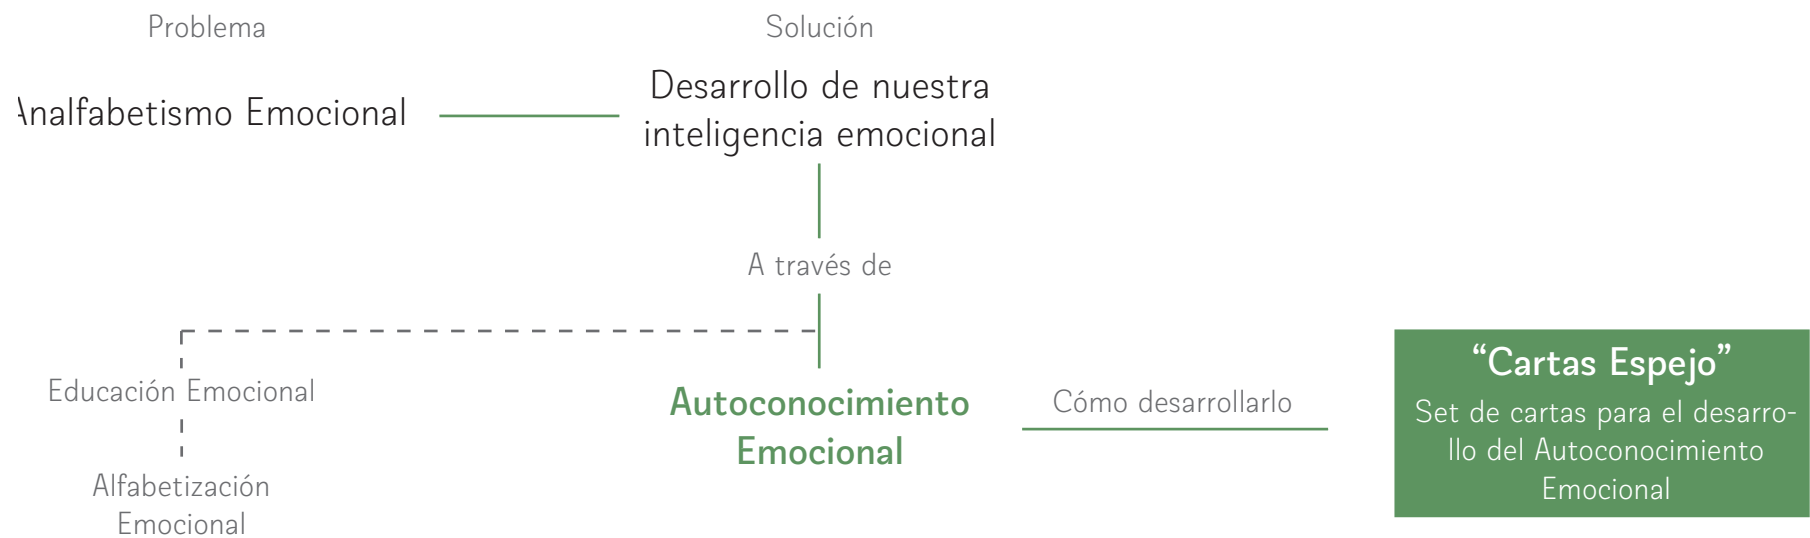 Problema
Solución
Analfabetismo Emocional
Desarrollo de nuestra
inteligencia emocional
A través de
Educación Emocional
Alfabetización
Emocional
Autoconocimiento
Emocional
Cómo desarrollarlo
“Cartas Espejo”
Set de cartas para el desarro-
llo del Autoconocimiento
Emocional